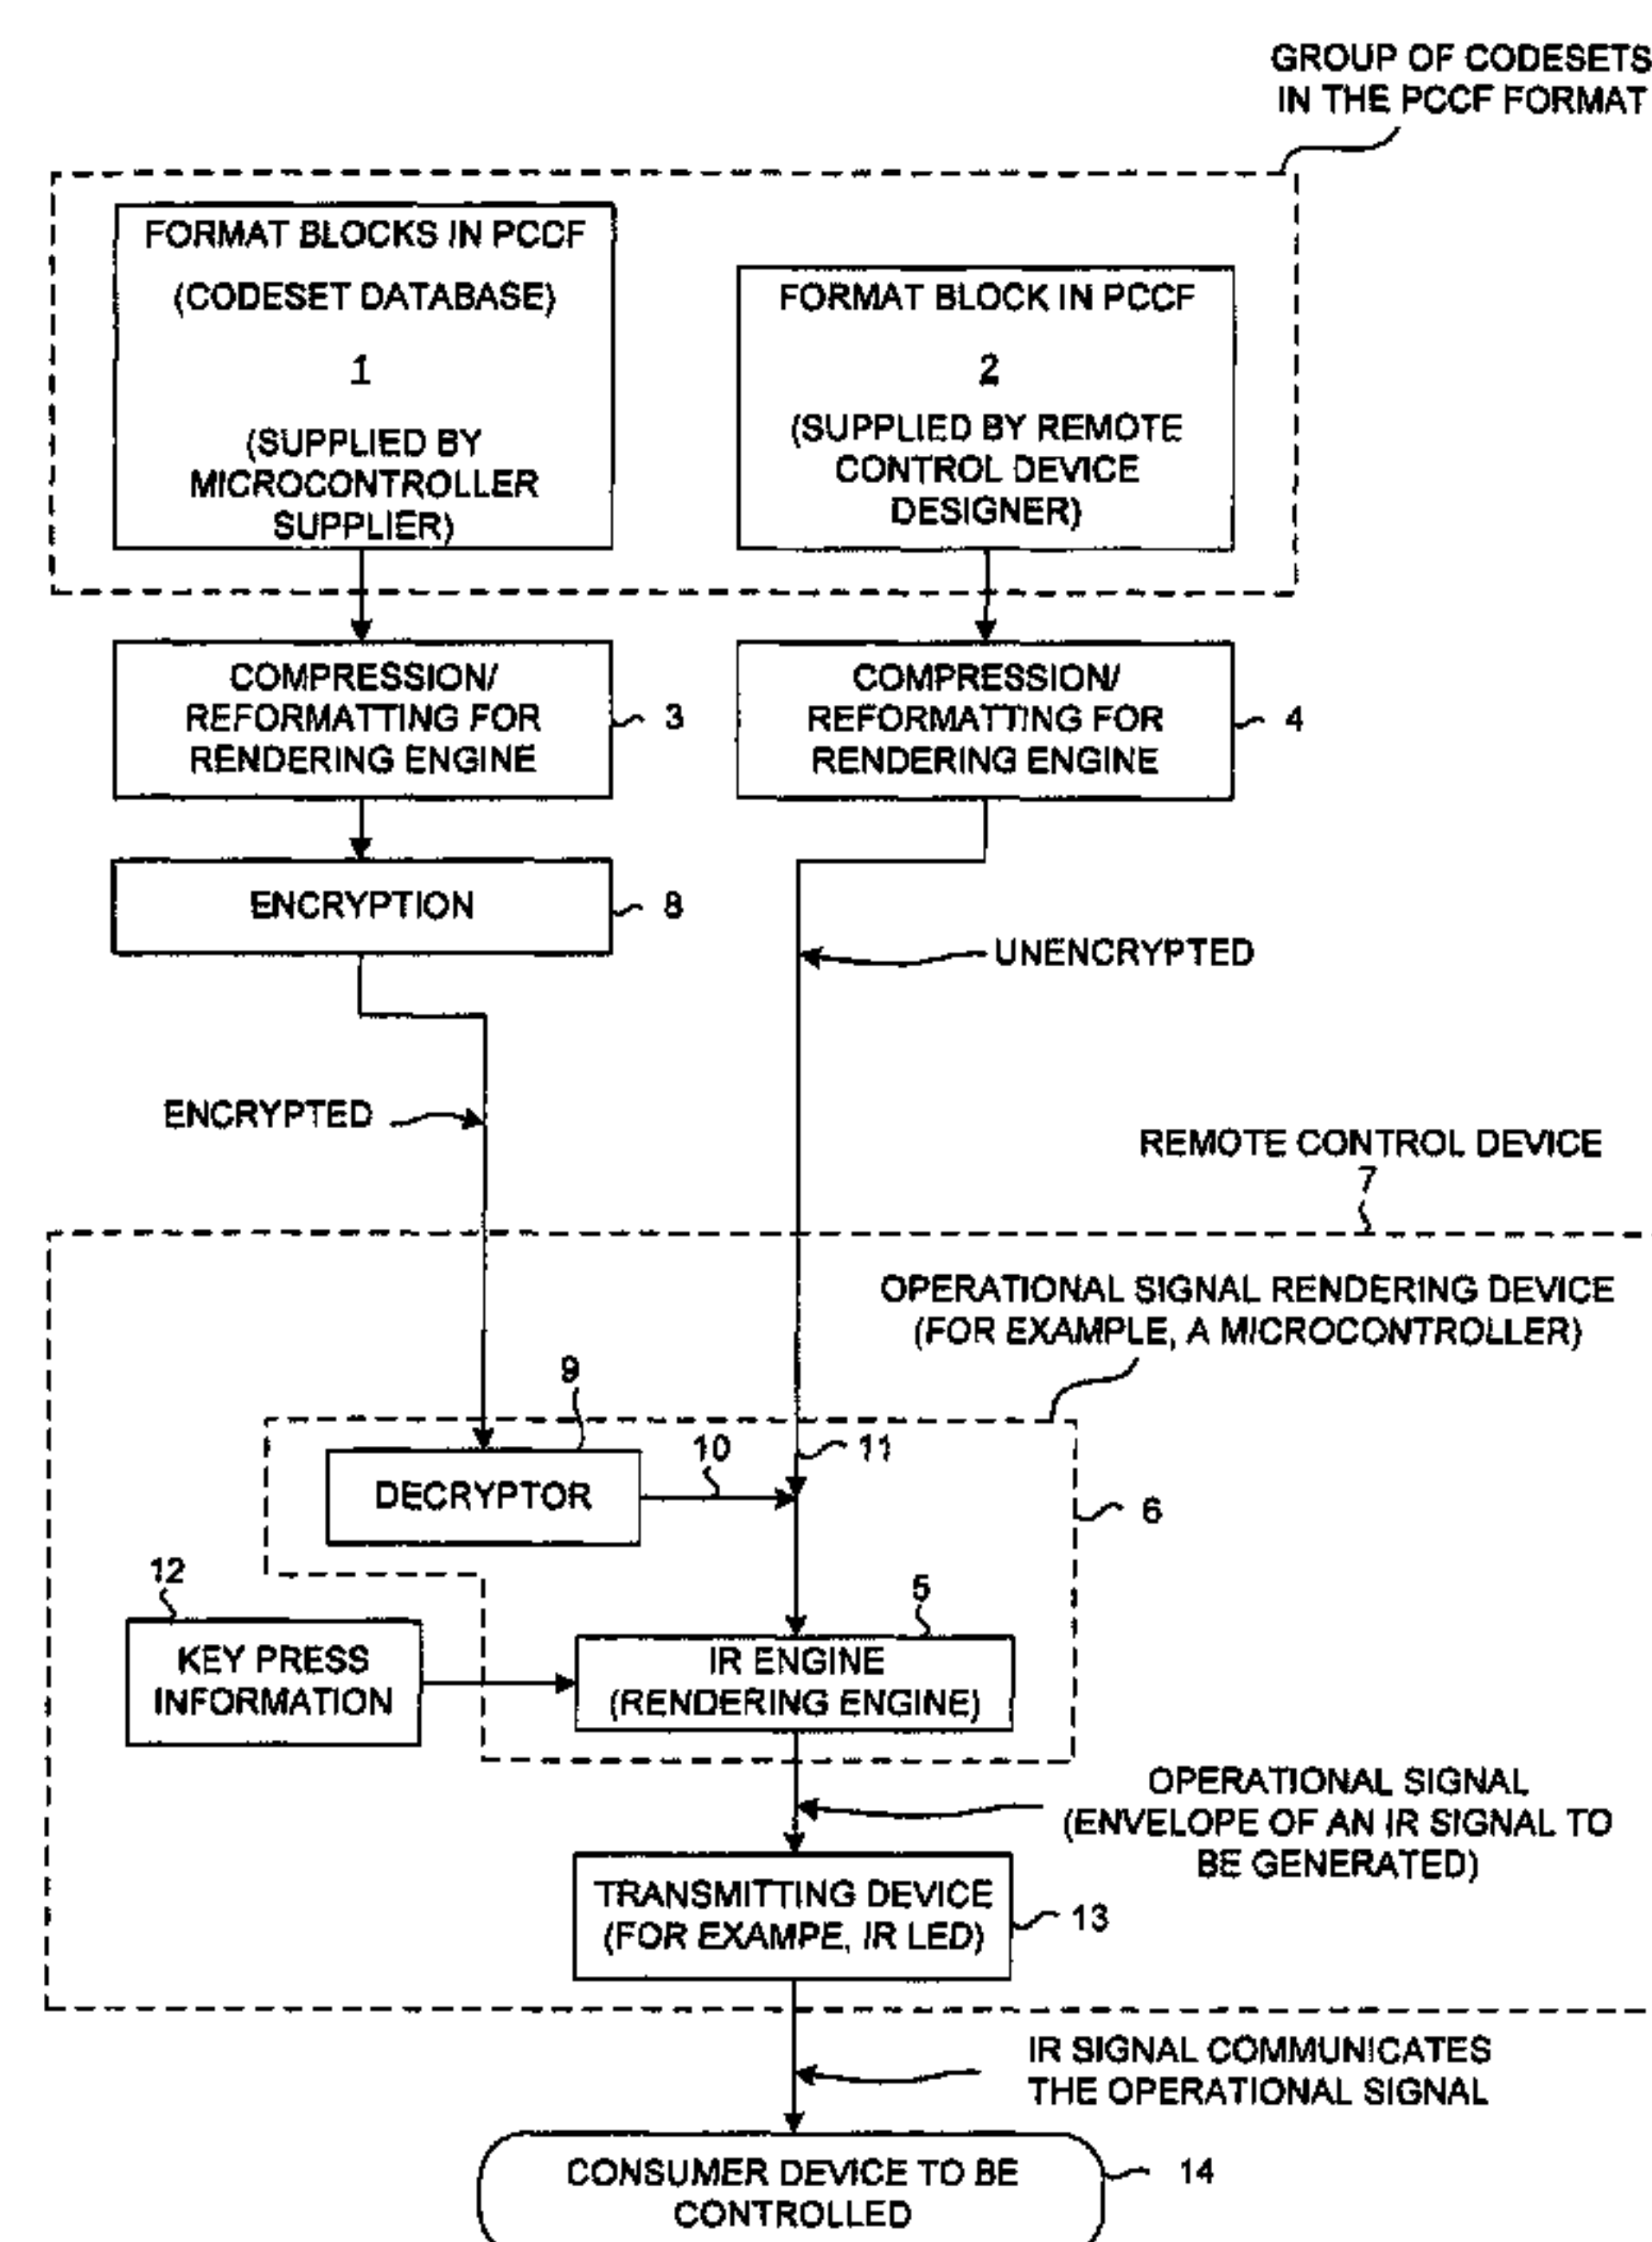 GROUP OF CODESETS
IN THE PCCF FORMAT
FORMAT BLOCKS IN PCCF
(CODESET DATABASE)
1
(SUPPLIED BY
MICROCONTROLLER
SUPPLIER)
FORMAT BLOCK IN PCCF
2
(SUPPLIED BY REMOTE
CONTROL DEVICE
DESIGNER)
COMPRESSION/
REFORMATTING FOR
RENDERING ENGINE
3
COMPRESSION/
REFORMATTING FOR
RENDERING ENGINE
4
ENCRYPTION
8
UNENCRYPTED
ENCRYPTED
REMOTE CONTROL DEVICE
7
OPERATIONAL SIGNAL RENDERING DEVICE
(FOR EXAMPLE, A MICROCONTROLLER)
9
DECRYPTOR
10
11
6
12
KEY PRESS
INFORMATION
5
IR ENGINE
(RENDERING ENGINE)
OPERATIONAL SIGNAL
(ENVELOPE OF AN IR SIGNAL TO
BE GENERATED)
TRANSMITTING DEVICE
(FOR EXAMPE, IR LED)
13
IR SIGNAL COMMUNICATES
THE OPERATIONAL SIGNAL
CONSUMER DEVICE TO BE
CONTROLLED
14